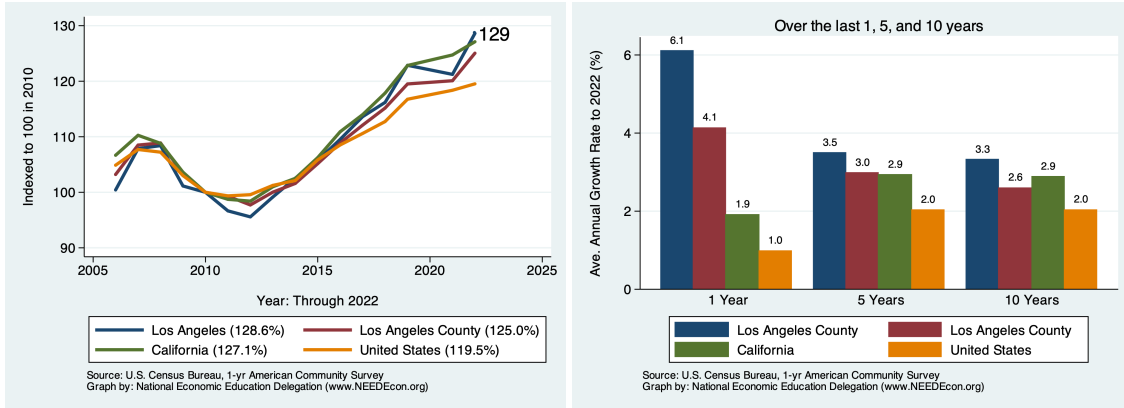 130
120
110
100
90
Indexed to 100 in 2010
129
2005
2010
2015
2020
2025
Year: Through 2022
Los Angeles (128.6%)
Los Angeles County (125.0%)
California (127.1%)
United States (119.5%)
Source: U.S. Census Bureau, 1-yr American Community Survey
Graph by: National Economic Education Delegation (www.NEEDEcon.org)
Over the last 1, 5, and 10 years
Ave. Annual Growth Rate to 2022 (%)
6
4
2
0
6.1
4.1
1.9
1.0
3.5
3.0
2.9
2.0
3.3
2.6
2.9
2.0
1 Year
5 Years
10 Years
Los Angeles County
Los Angeles County
California
United States
Source: U.S. Census Bureau, 1-yr American Community Survey
Graph by: National Economic Education Delegation (www.NEEDEcon.org)